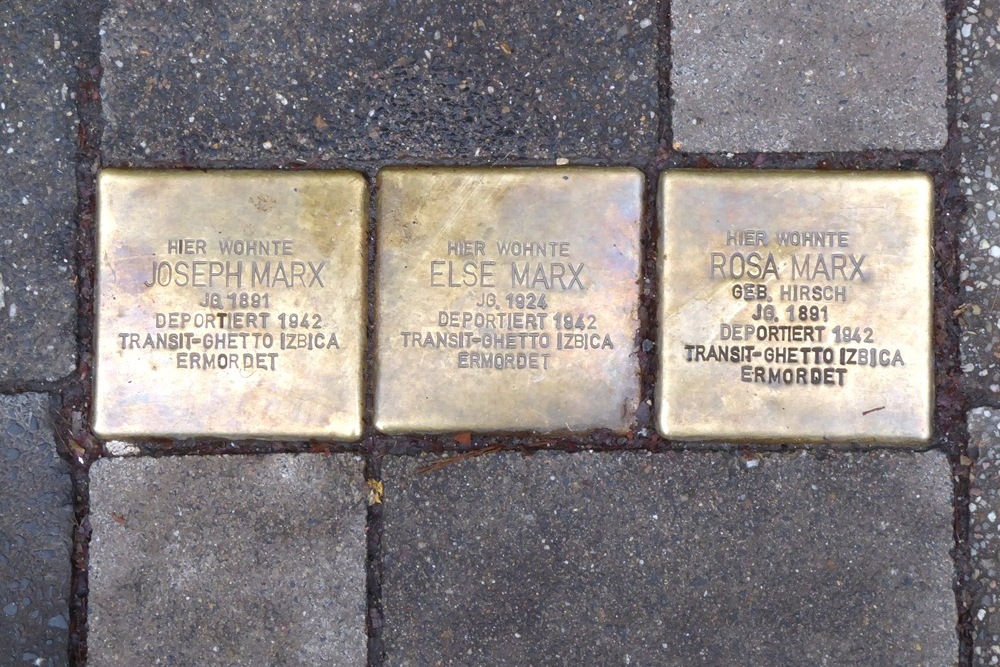 HIER WOHNTE
JOSEPH MARX
JG. 1891
DEPORTIERT 1942
TRANSIT-GHETTO IZBICA
ERMORDET
HIER WOHNTE
ELSE MARX
JG. 1924
DEPORTIERT 1942
TRANSIT-GHETTO IZBICA
ERMORDET
HIER WOHNTE
ROSA MARX
GEB. HIRSCH
JG. 1891
DEPORTIERT 1942
TRANSIT-GHETTO IZBICA
ERMORDET